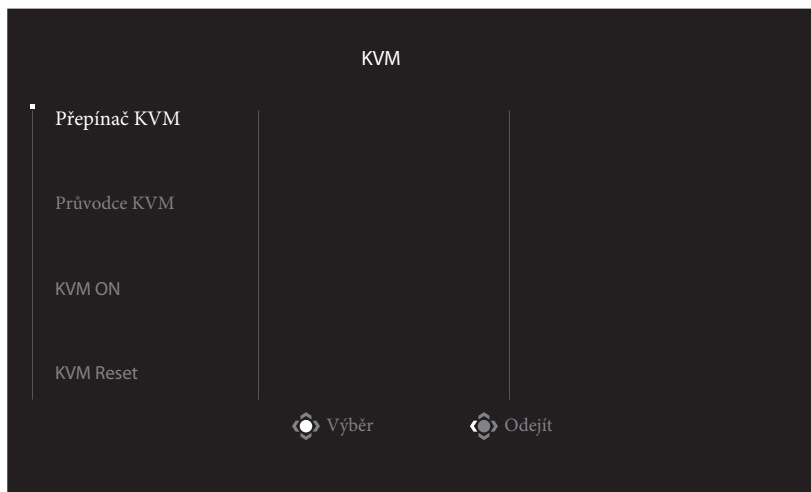 KVM
Přepínač KVM
Průvodce KVM
KVM ON
KVM Reset
Výběr
Odejít